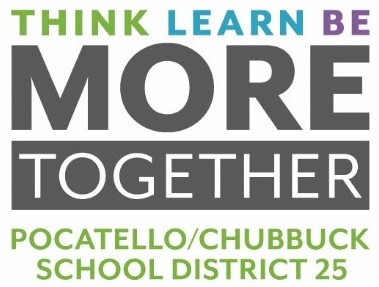 THINK LEARN BE
MORE
TOGETHER
POCATELLO/CHUBBUCK
SCHOOL DISTRICT 25